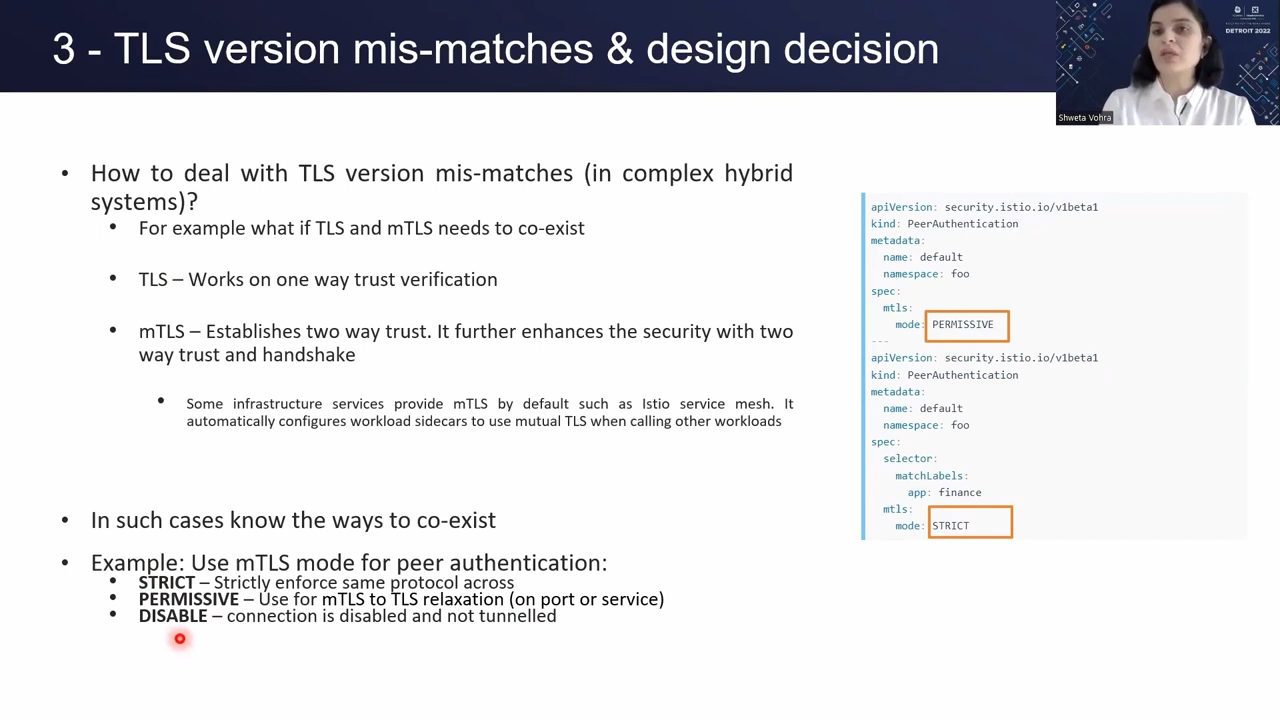 3 - TLS version mis-matches & design decision
DETROIT 2022
Shweta Vohra
• How to deal with TLS version mis-matches (in complex hybrid
systems)?
• For example what if TLS and mTLS needs to co-exist
• TLS – Works on one way trust verification
• mTLS – Establishes two way trust. It further enhances the security with two
way trust and handshake
• Some infrastructure services provide mTLS by default such as Istio service mesh. It
automatically configures workload sidecars to use mutual TLS when calling other workloads
• In such cases know the ways to co-exist
• Example: Use mTLS mode for peer authentication:
• STRICT – Strictly enforce same protocol across
• PERMISSIVE – Use for mTLS to TLS relaxation (on port or service)
• DISABLE – connection is disabled and not tunnelled
apiVersion: security.istio.io/v1beta1
kind: PeerAuthentication
metadata:
name: default
namespace: foo
spec:
mtls:
mode: PERMISSIVE
---
apiVersion: security.istio.io/v1beta1
kind: PeerAuthentication
metadata:
name: default
namespace: foo
spec:
selector:
matchLabels:
app: finance
mtls:
mode: STRICT